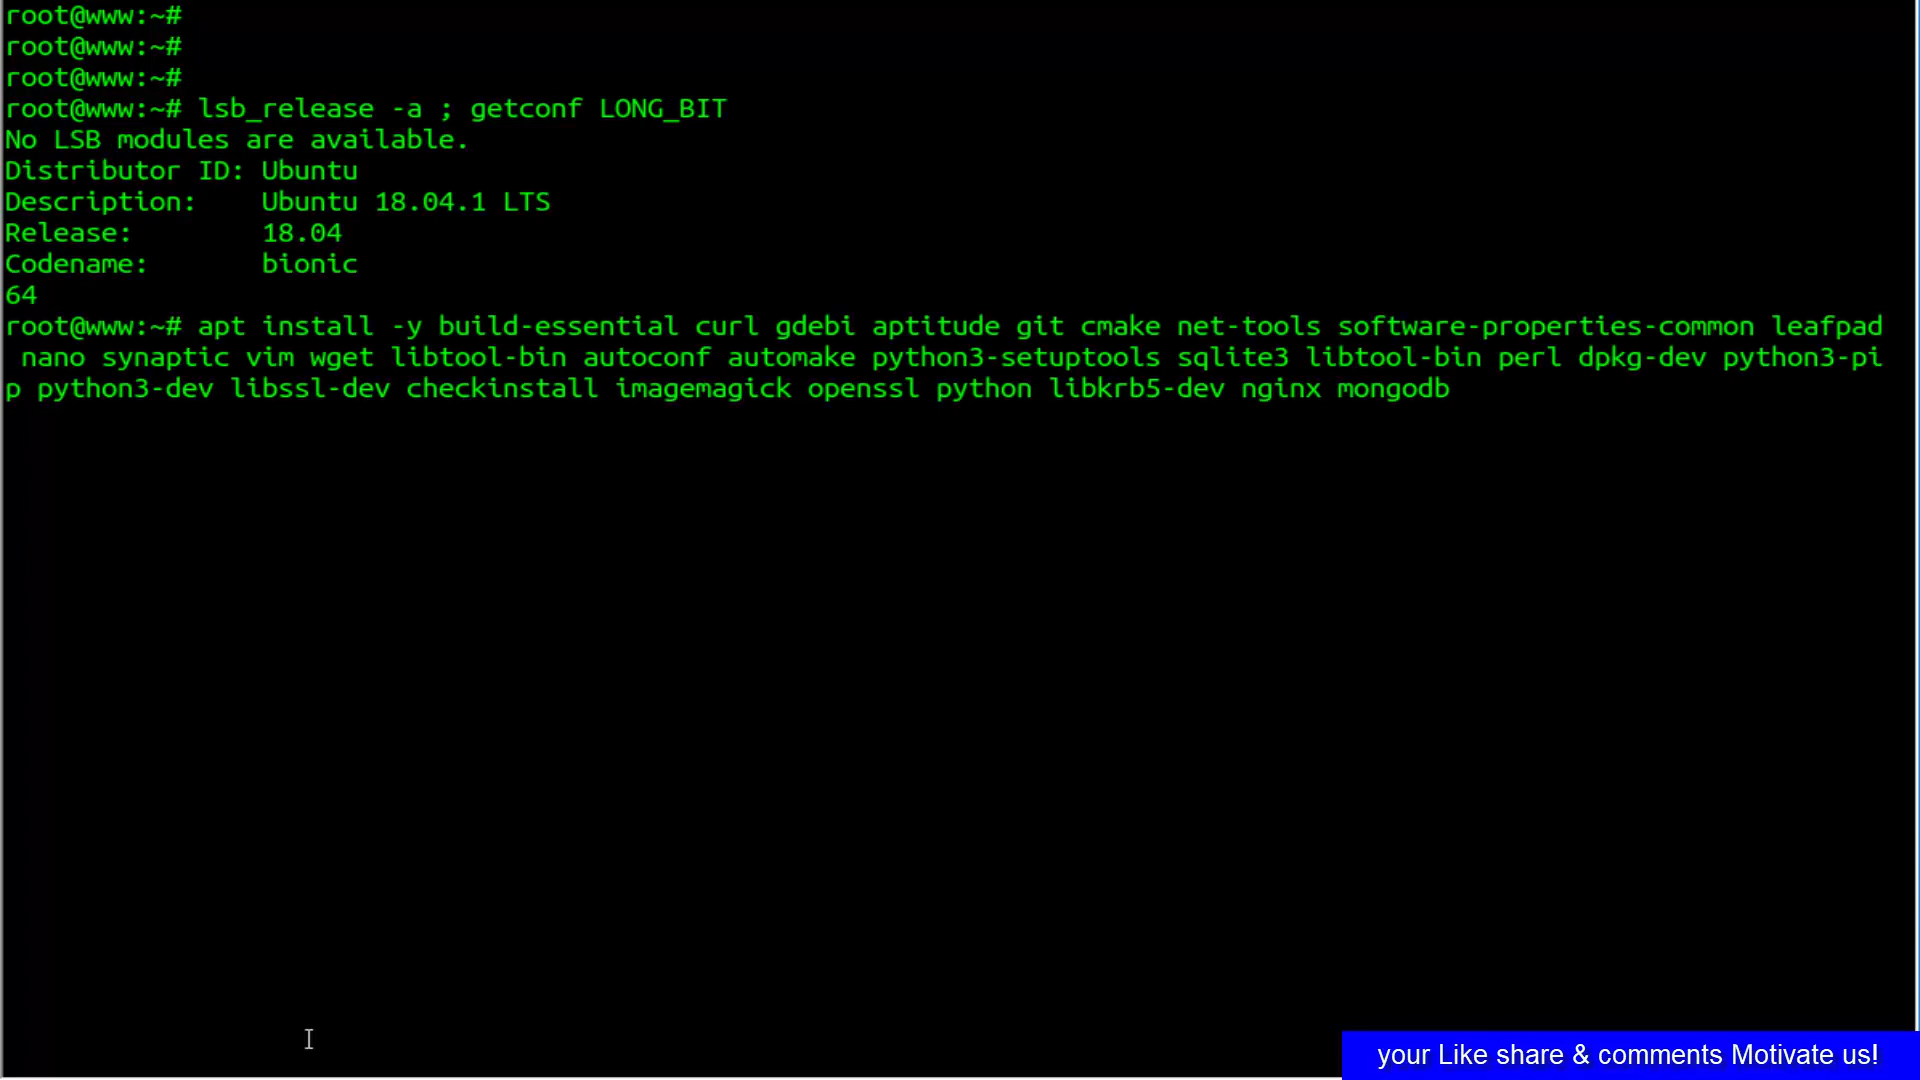 root@www:~#
root@www:~#
root@www:~#
root@www:~# lsb_release -a ; getconf LONG_BIT
No LSB modules are available.
Distributor ID: Ubuntu
Description:    Ubuntu 18.04.1 LTS
Release:        18.04
Codename:       bionic
64
root@www:~# apt install -y build-essential curl gdebi aptitude git cmake net-tools software-properties-common leafpad
 nano synaptic vim wget libtool-bin autoconf automake python3-setuptools sqlite3 libtool-bin perl dpkg-dev python3-pi
p python3-dev libssl-dev checkinstall imagemagick openssl python libkrb5-dev nginx mongodb
your Like share & comments Motivate us!